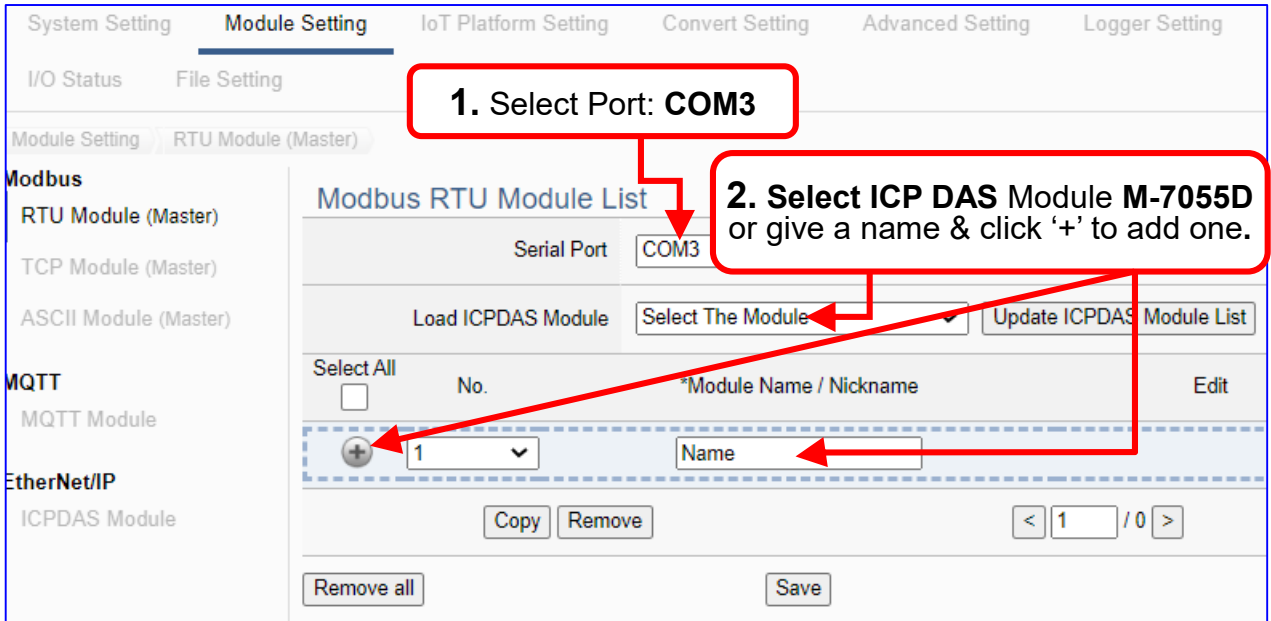 System Setting Module Setting IoT Platform Setting Convert Setting Advanced Setting Logger Setting
I/O Status File Setting
1. Select Port: COM3
Module Setting RTU Module (Master)
Modbus
RTU Module (Master)
TCP Module (Master)
ASCII Module (Master)
MQTT
MQTT Module
EtherNet/IP
ICPDAS Module
Modbus RTU Module List
2. Select ICP DAS Module M-7055D
or give a name & click ‘+’ to add one.
Serial Port COM3
Load ICPDAS Module Select The Module Update ICPDAS Module List
Select All
No. *Module Name / Nickname Edit
+ 1 Name
Copy Remove < 1 / 0 >
Remove all Save